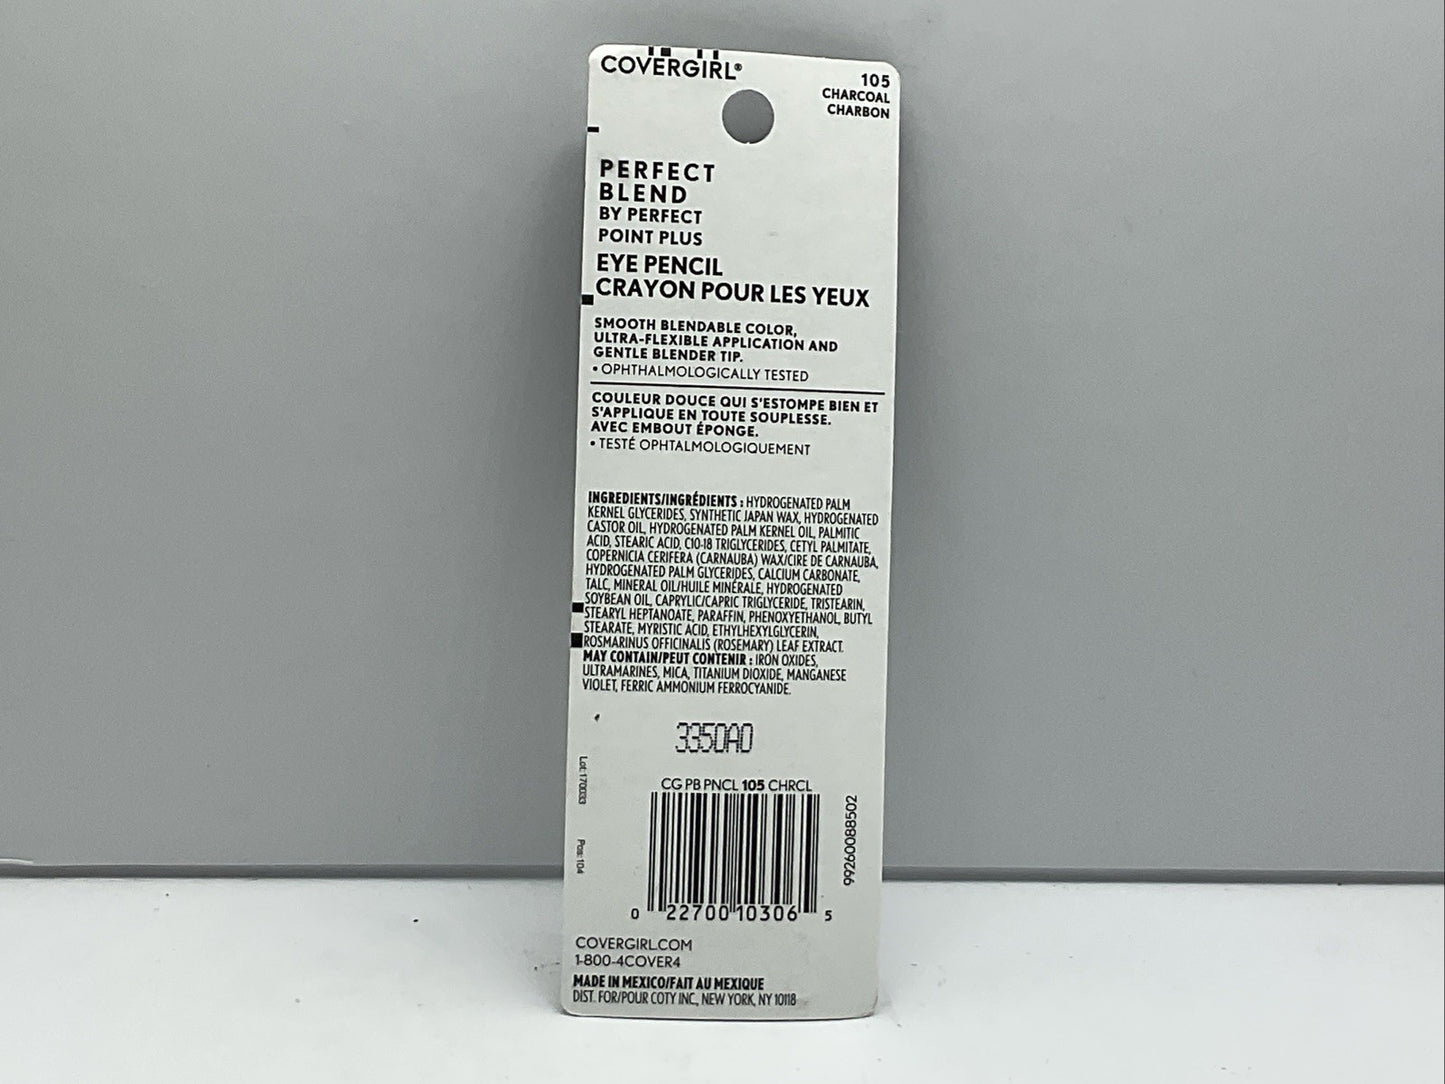 COVERGIRL®
105
CHARCOAL
CHARBON
PERFECT
BLEND
BY PERFECT
POINT PLUS
EYE PENCIL
CRAYON POUR LES YEUX
SMOOTH BLENDABLE COLOR,
ULTRA-FLEXIBLE APPLICATION AND
GENTLE BLENDER TIP.
• OPHTHALMOLOGICALLY TESTED
COULEUR DOUCE QUI S'ESTOMPE BIEN ET
S'APPLIQUE EN TOUTE SOUPLESSE.
AVEC EMBOUT ÉPONGE.
• TESTÉ OPHTALMOLOGIQUEMENT
INGREDIENTS/INGRÉDIENTS : HYDROGENATED PALM
KERNEL GLYCERIDES, SYNTHETIC JAPAN WAX, HYDROGENATED
CASTOR OIL, HYDROGENATED PALM KERNEL OIL, PALMITIC
ACID, STEARIC ACID, C10-18 TRIGLYCERIDES, CETYL PALMITATE,
COPERNICIA CERIFERA (CARNAUBA) WAX/CIRE DE CARNAUBA,
HYDROGENATED PALM GLYCERIDES, CALCIUM CARBONATE,
TALC, MINERAL OIL/HUILE MINÉRALE, HYDROGENATED
SOYBEAN OIL, CAPRYLIC/CAPRIC TRIGLYCERIDE, TRISTEARIN,
STEARYL HEPTANOATE, PARAFFIN, PHENOXYETHANOL, BUTYL
STEARATE, MYRISTIC ACID, ETHYLHEXYLGLYCERIN,
ROSMARINUS OFFICINALIS (ROSEMARY) LEAF EXTRACT.
MAY CONTAIN/PEUT CONTENIR : IRON OXIDES,
ULTRAMARINES, MICA, TITANIUM DIOXIDE, MANGANESE
VIOLET, FERRIC AMMONIUM FERROCYANIDE.
3350A0
Lot: 170033
Pos: 104
CG PB PNCL 105 CHRCL
99260088502
0 22700 10306 5
COVERGIRL.COM
1-800-4COVER4
MADE IN MEXICO/FAIT AU MEXIQUE
DIST. FOR/POUR COTY INC., NEW YORK, NY 10118